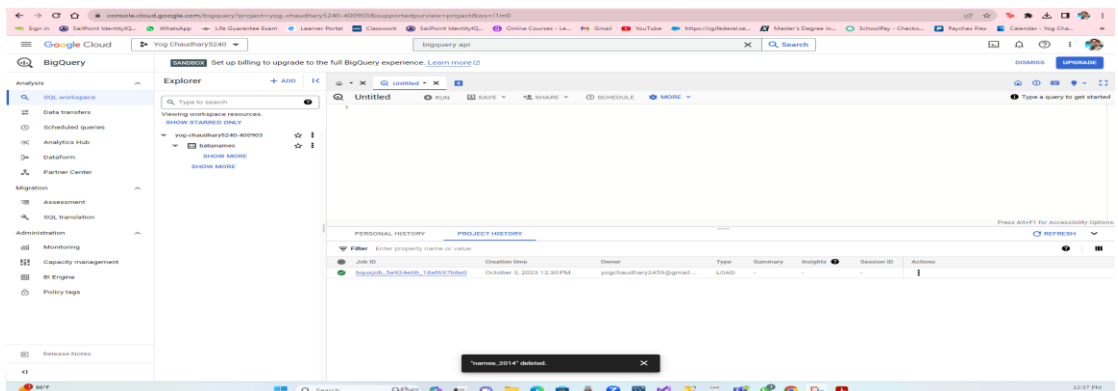 console.cloud.google.com/bigquery?project=yog-chaudhary5240-400903&supportedpurview=project&ws=!1m0
Sign in SailPoint IdentityIQ... WhatsApp Life Guarantee Exam Learner Portal Classwork SailPoint IdentityIQ... Online Courses - Le... Gmail YouTube https://cgifederal.se... Master's Degree in... SchoolPay - Checko... Paychex Flex Calendar - Yog Cha...
Google Cloud Yog Chaudhary5240 bigquery api Search
BigQuery SANDBOX Set up billing to upgrade to the full BigQuery experience. Learn more DISMISS UPGRADE
Analysis
SQL workspace
Data transfers
Scheduled queries
Analytics Hub
Dataform
Partner Center
Migration
Assessment
SQL translation
Administration
Monitoring
Capacity management
BI Engine
Policy tags
Release Notes
Explorer + ADD
Type to search
Viewing workspace resources.
SHOW STARRED ONLY
yog-chaudhary5240-400903
babynames
SHOW MORE
SHOW MORE
Untitled
Untitled RUN SAVE SHARE SCHEDULE MORE Type a query to get started
1
Press Alt+F1 for Accessibility Options
PERSONAL HISTORY PROJECT HISTORY REFRESH
Filter Enter property name or value
Job ID Creation time Owner Type Summary Insights Session ID Actions
October 3, 2023 12:30 PM yogchaudhary2459@gmail... LOAD - - -
"names_2014" deleted.
86°F Search 12:57 PM